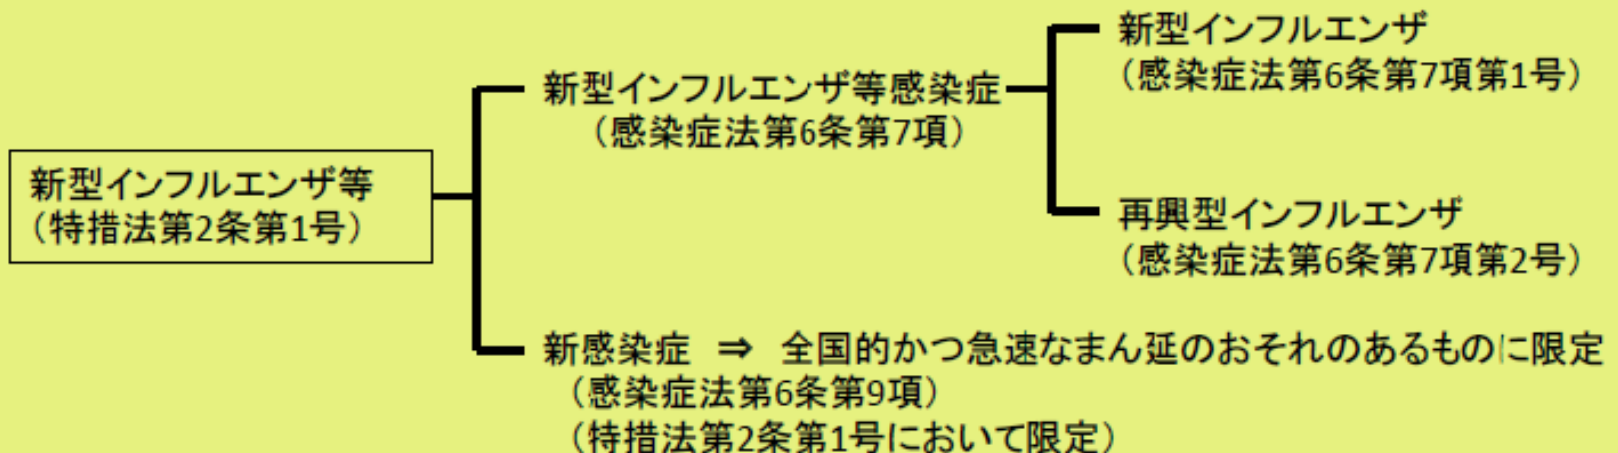 新型インフルエンザ等
（特措法第2条第1号）
新型インフルエンザ等感染症
（感染症法第6条第7項）
新型インフルエンザ
（感染症法第6条第7項第1号）
再興型インフルエンザ
（感染症法第6条第7項第2号）
新感染症 ⇒ 全国的かつ急速なまん延のおそれのあるものに限定
（感染症法第6条第9項）
（特措法第2条第1号において限定）